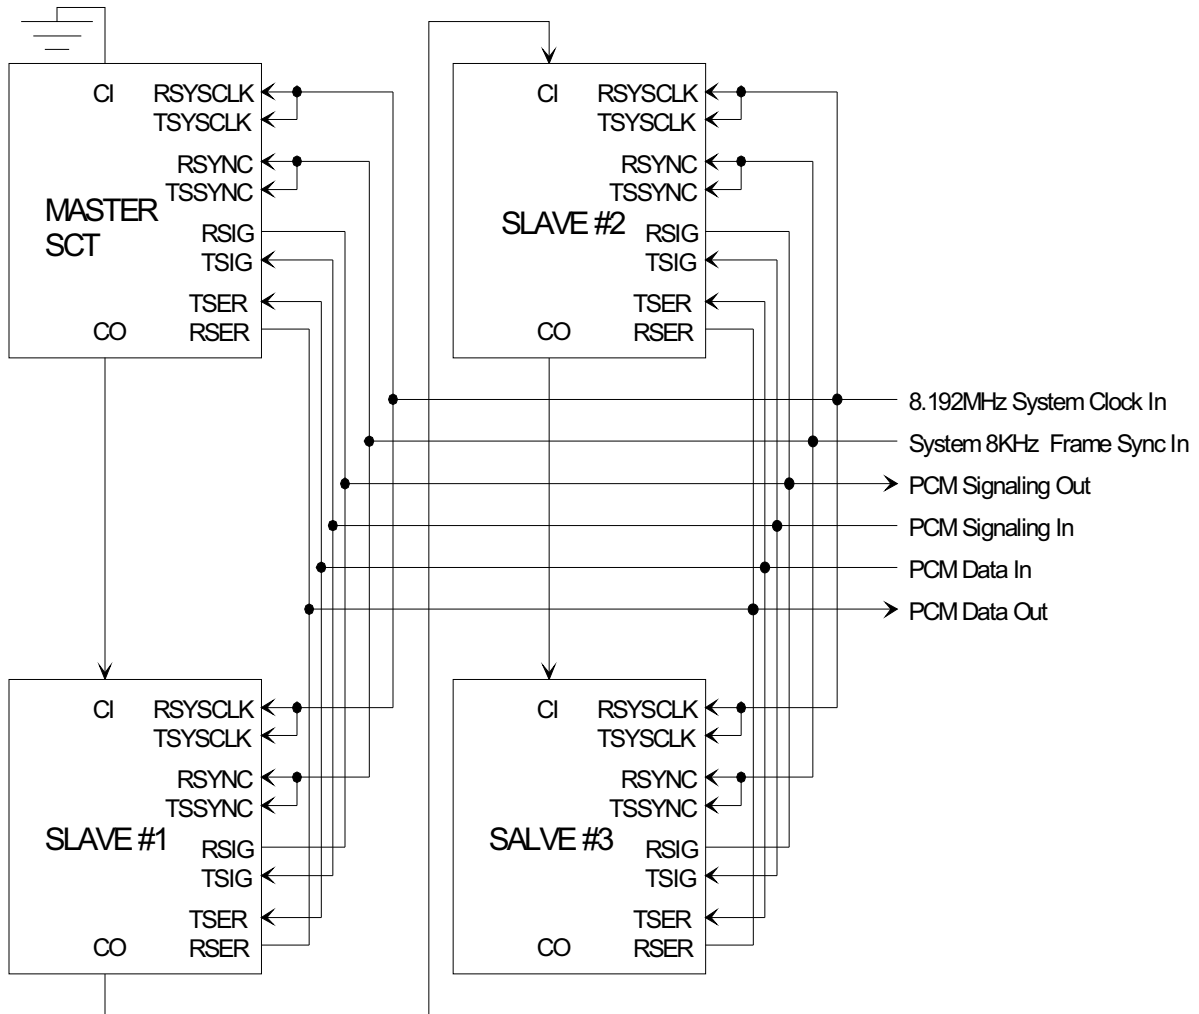 CI RSYSCLK
TSYSCLK
RSYNC
TSSYNC
MASTER
SCT
RSIG
TSIG
TSER
CO RSER
CI RSYSCLK
TSYSCLK
RSYNC
TSSYNC
SLAVE #2
RSIG
TSIG
TSER
CO RSER
8.192MHz System Clock In
System 8KHz Frame Sync In
PCM Signaling Out
PCM Signaling In
PCM Data In
PCM Data Out
CI RSYSCLK
TSYSCLK
RSYNC
TSSYNC
SLAVE #1
RSIG
TSIG
TSER
CO RSER
CI RSYSCLK
TSYSCLK
RSYNC
TSSYNC
SALVE #3
RSIG
TSIG
TSER
CO RSER